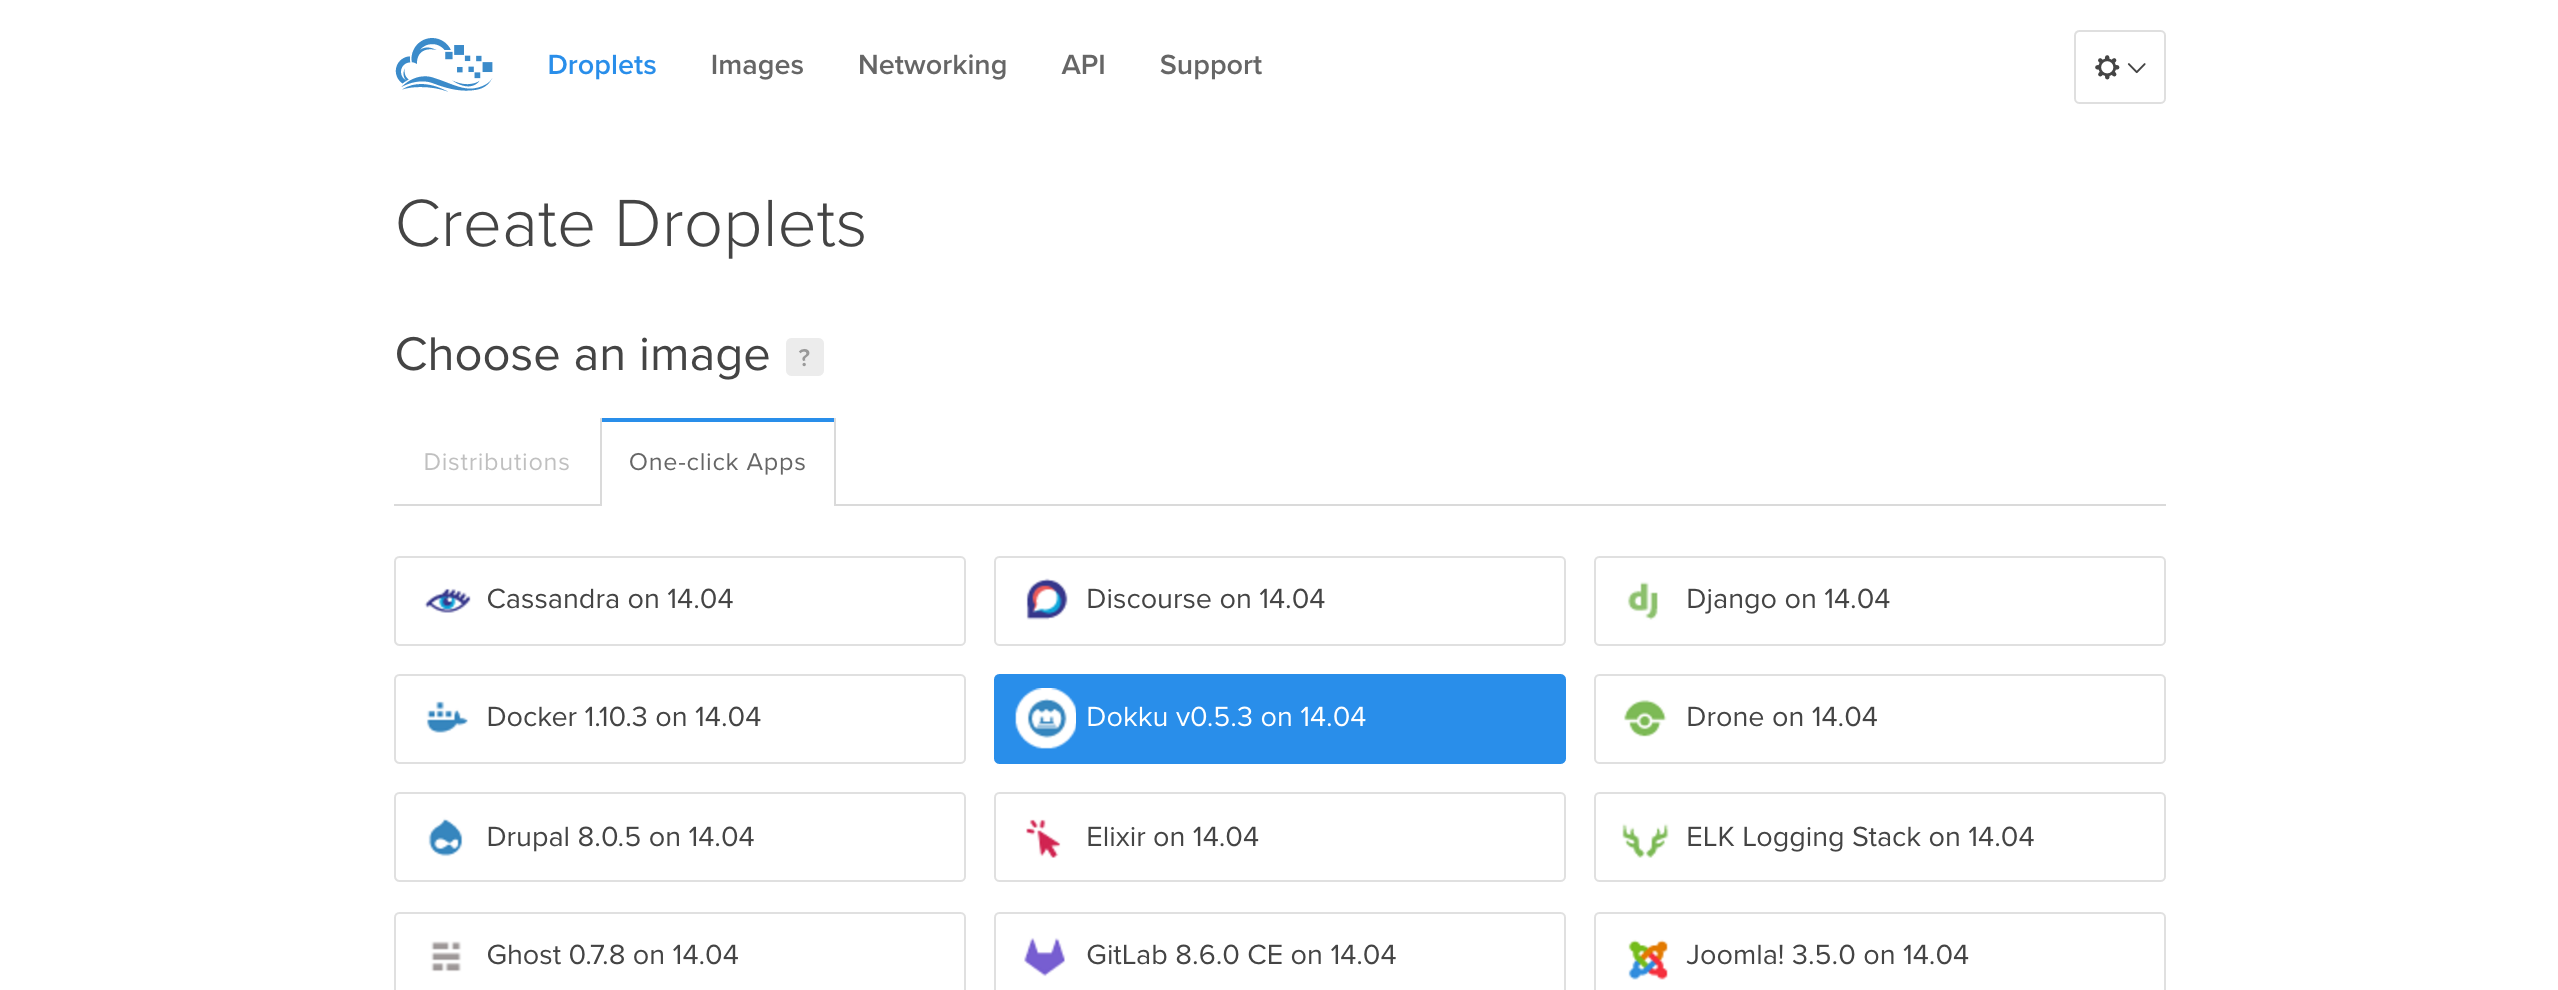 Droplets Images Networking API Support
Create Droplets
Choose an image ?
Distributions One-click Apps
Cassandra on 14.04 Discourse on 14.04 Django on 14.04
Docker 1.10.3 on 14.04 Dokku v0.5.3 on 14.04 Drone on 14.04
Drupal 8.0.5 on 14.04 Elixir on 14.04 ELK Logging Stack on 14.04
Ghost 0.7.8 on 14.04 GitLab 8.6.0 CE on 14.04 Joomla! 3.5.0 on 14.04